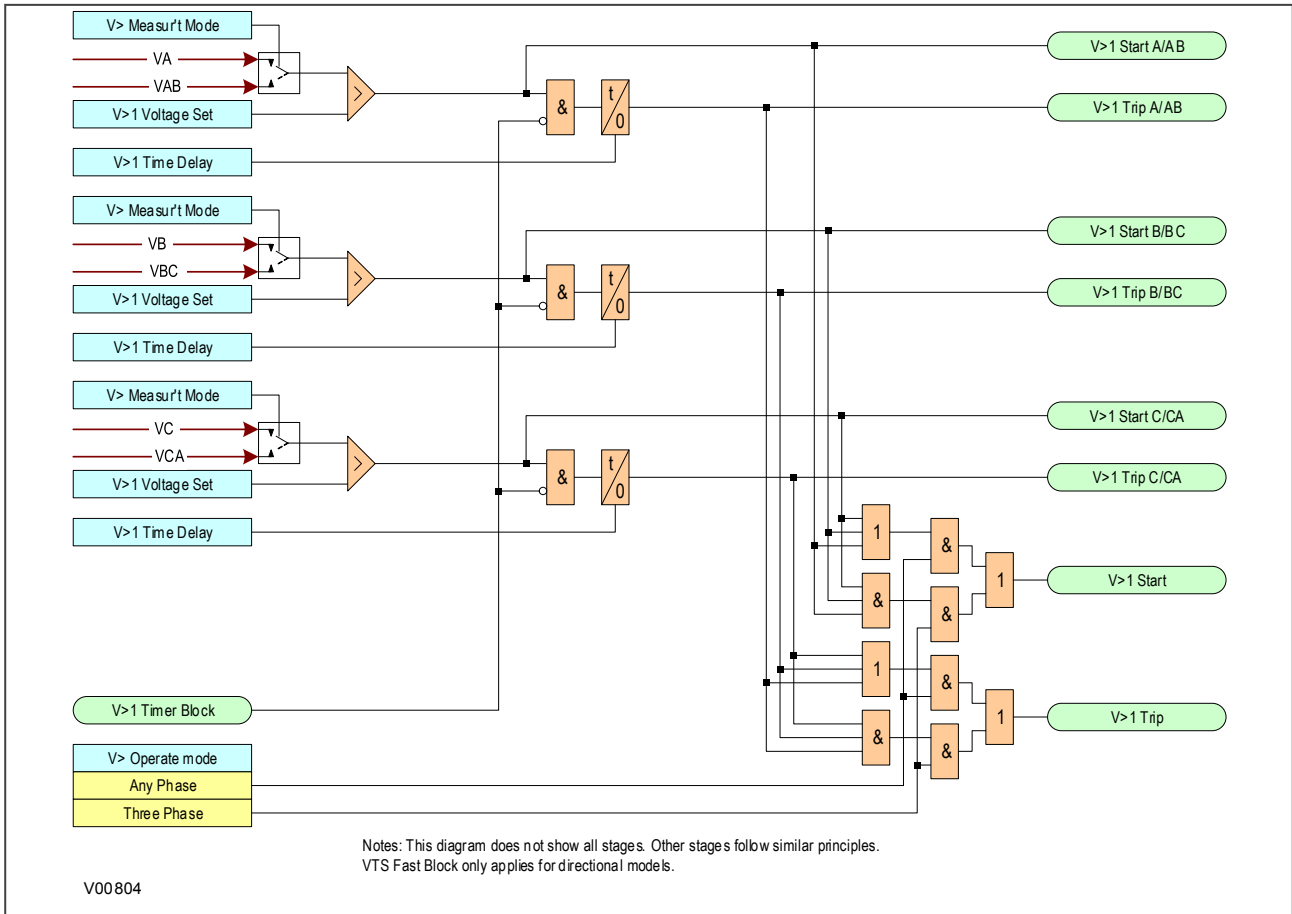 V> Measur't Mode
VA
VAB
V>1 Voltage Set
V>1 Time Delay
>
&
t
0
V>1 Start A/AB
V>1 Trip A/AB
V> Measur't Mode
VB
VBC
V>1 Voltage Set
V>1 Time Delay
>
&
t
0
V>1 Start B/BC
V>1 Trip B/BC
V> Measur't Mode
VC
VCA
V>1 Voltage Set
V>1 Time Delay
>
&
t
0
V>1 Start C/CA
V>1 Trip C/CA
1
&
&
&
1
V>1 Start
1
&
&
&
1
V>1 Trip
V>1 Timer Block
V> Operate mode
Any Phase
Three Phase
Notes: This diagram does not show all stages. Other stages follow similar principles.
VTS Fast Block only applies for directional models.
V00804